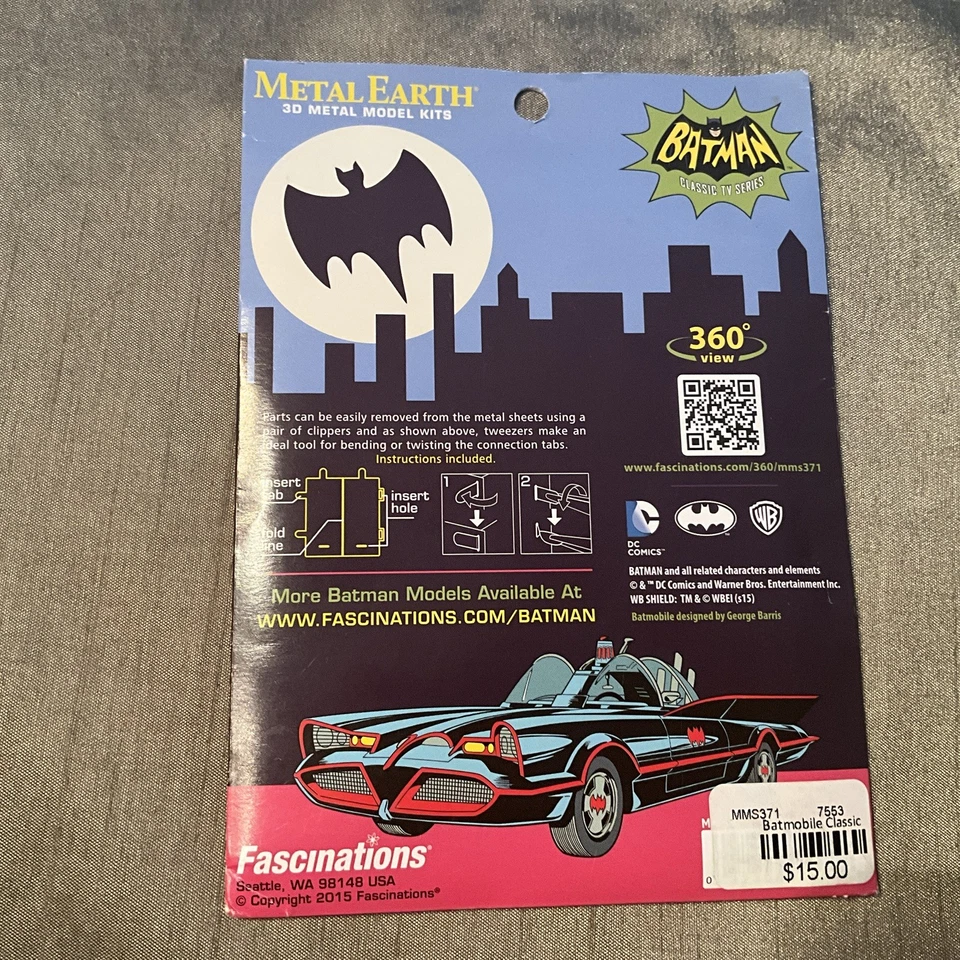 METAL EARTH®
3D METAL MODEL KITS
BATMAN™
CLASSIC TV SERIES
360°
view
Parts can be easily removed from the metal sheets using a
pair of clippers and as shown above, tweezers make an
ideal tool for bending or twisting the connection tabs.
Instructions included.
www.fascinations.com/360/mms371
insert
tab
insert
hole
fold
line
1
2
DC
COMICS™
WB
BATMAN and all related characters and elements
© & ™ DC Comics and Warner Bros. Entertainment Inc.
WB SHIELD: TM & © WBEI (s15)
Batmobile designed by George Barris
More Batman Models Available At
WWW.FASCINATIONS.COM/BATMAN
MMS371 7553
Batmobile Classic
$15.00
M
0
Fascinations®
Seattle, WA 98148 USA
© Copyright 2015 Fascinations®